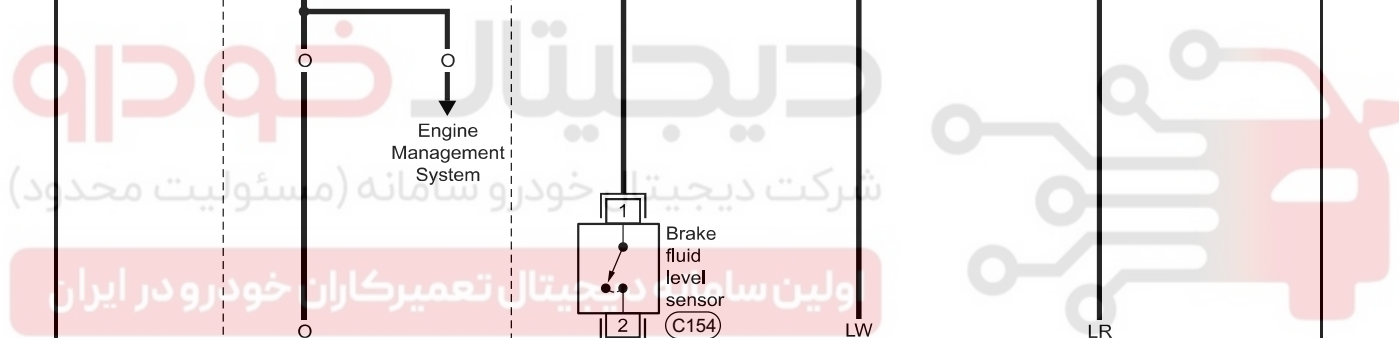 دیجیتال خودرو
شرکت دیجیتال خودرو سامانه (مسئولیت محدود)
اولین سامانه دیجیتال تعمیرکاران خودرو در ایران
O
O
Engine
Management
System
1
Brake
fluid
level
sensor
2
C154
O
LW
LR